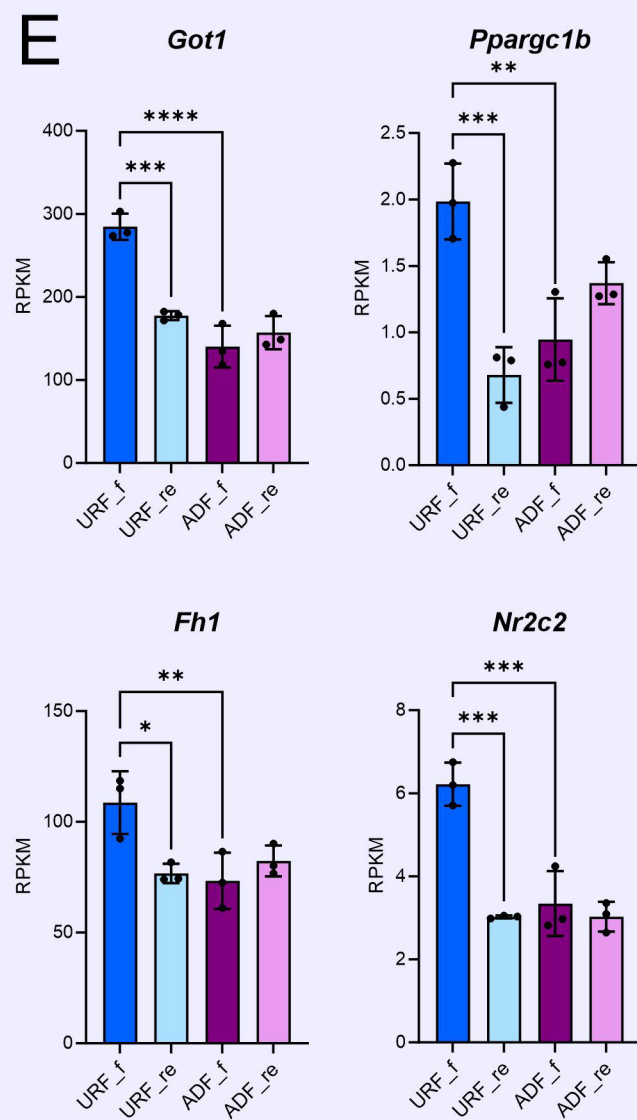 E
Got1
****
***
400
300
200
100
0
RPKM
URF_f
URF_re
ADF_f
ADF_re
Ppargc1b
**
***
2.5
2.0
1.5
1.0
0.5
0.0
RPKM
URF_f
URF_re
ADF_f
ADF_re
Fh1
**
*
150
100
50
0
RPKM
URF_f
URF_re
ADF_f
ADF_re
Nr2c2
***
***
8
6
4
2
0
RPKM
URF_f
URF_re
ADF_f
ADF_re